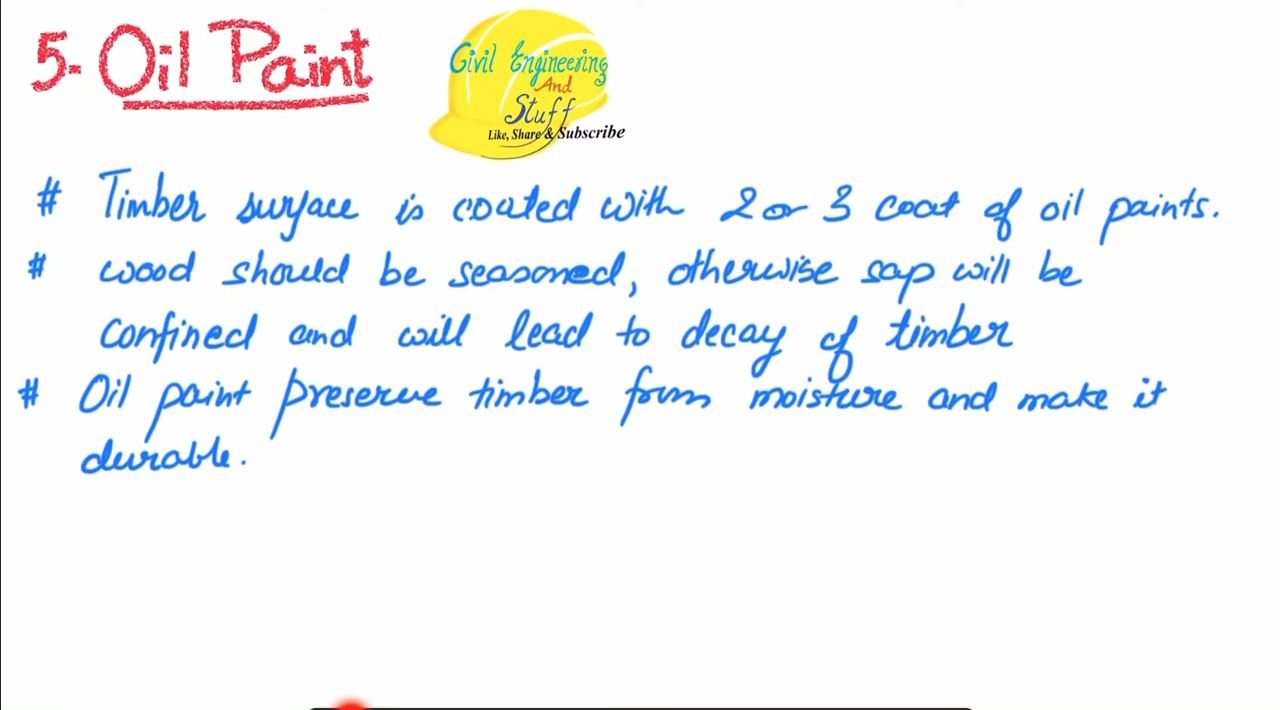 5. Oil Paint
Civil Engineering
And
Stuff
Like, Share & Subscribe
# Timber surface is coated with 2 or 3 coat of oil paints.
# wood should be seasoned, otherwise sap will be
confined and will lead to decay of timber
# Oil paint preserve timber from moisture and make it
durable.